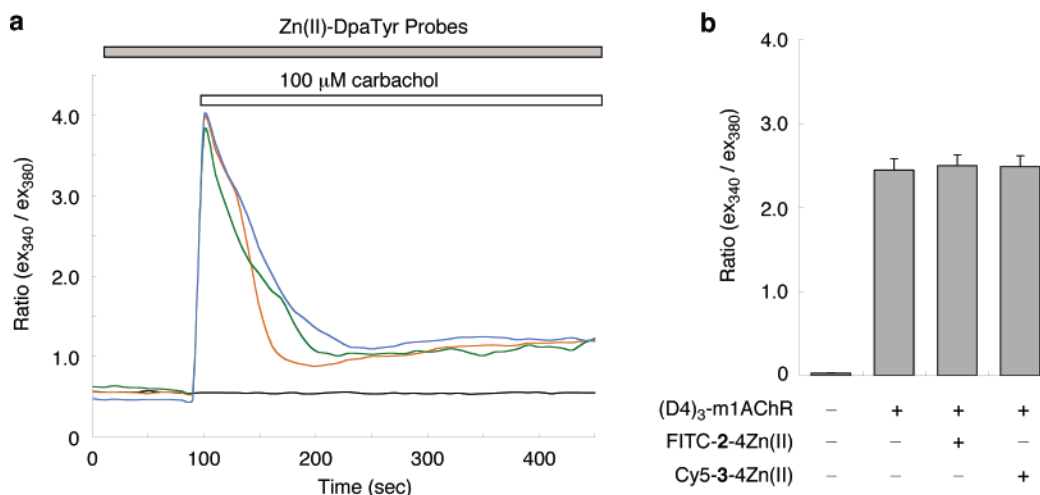 a
Zn(II)-DpaTyr Probes
100 μM carbachol
Ratio (ex340 / ex380)
4.0
3.0
2.0
1.0
0
0 100 200 300 400
Time (sec)
b
Ratio (ex340 / ex380)
4.0
3.0
2.0
1.0
0
(D4)3-m1AChR – + + +
FITC-2-4Zn(II) – – + –
Cy5-3-4Zn(II) – – – +